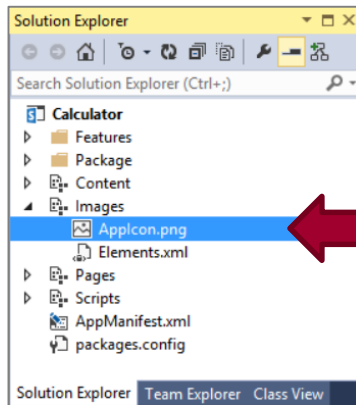 Solution Explorer
Search Solution Explorer (Ctrl+;)
Calculator
Features
Package
Content
Images
AppIcon.png
Elements.xml
Pages
Scripts
AppManifest.xml
packages.config
Solution Explorer Team Explorer Class View